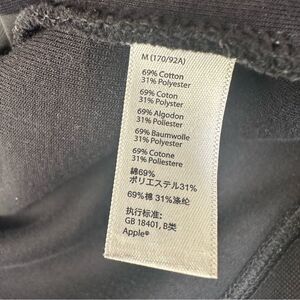 M (170/92A)
69% Cotton
31% Polyester
69% Coton
31% Polyester
69% Algodon
31% Poliester
69% Baumwolle
31% Polyester
69% Cotone
31% Poliestere
綿69%
ポリエステル31%
69%棉 31%涤纶
执行标准:
GB 18401, B类
Apple®